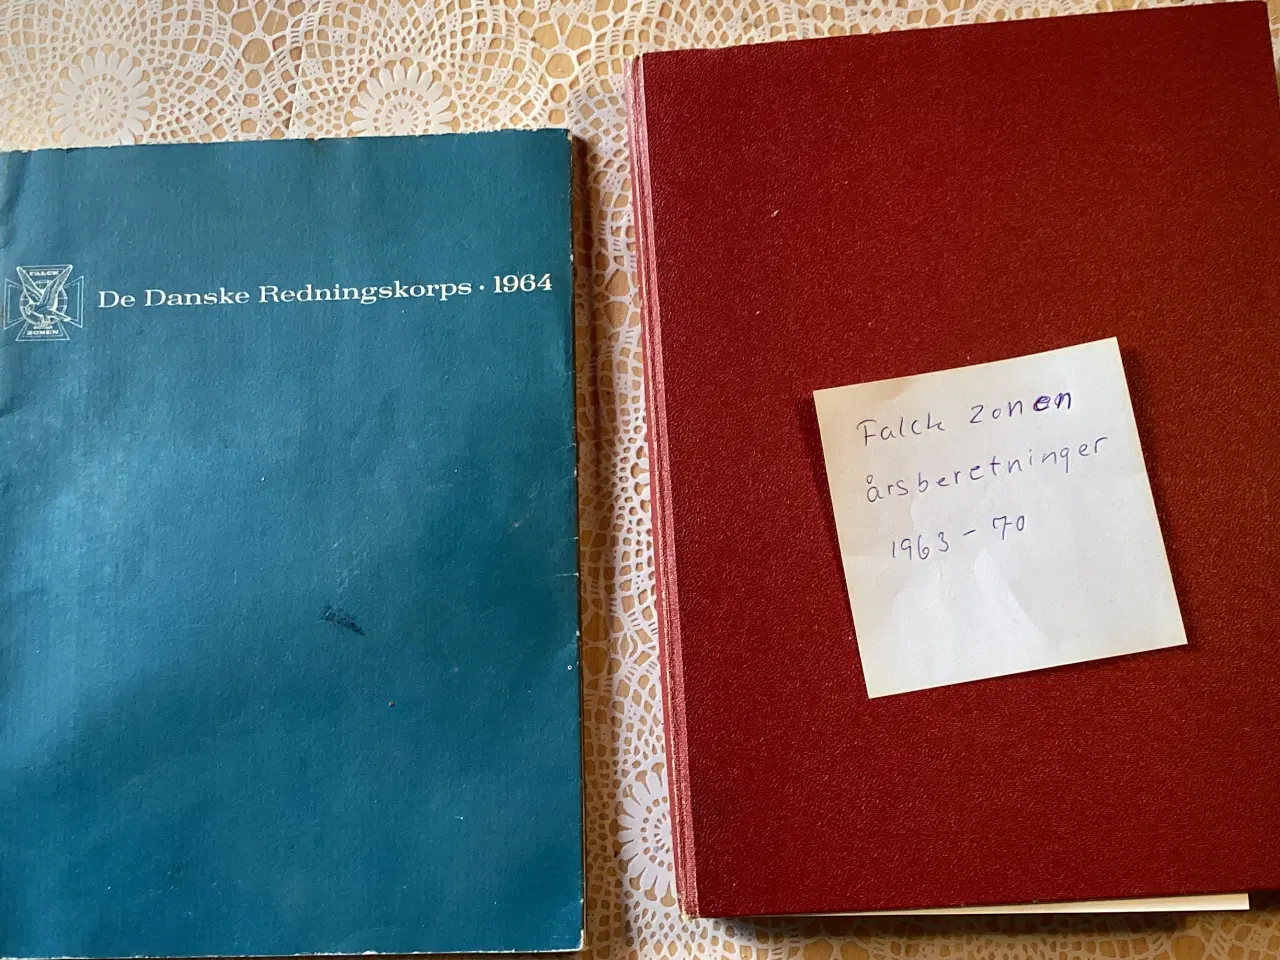 FALCK
ZONEN
De Danske Redningskorps · 1964
Falck Zonen
årsberetninger
1963 - 70